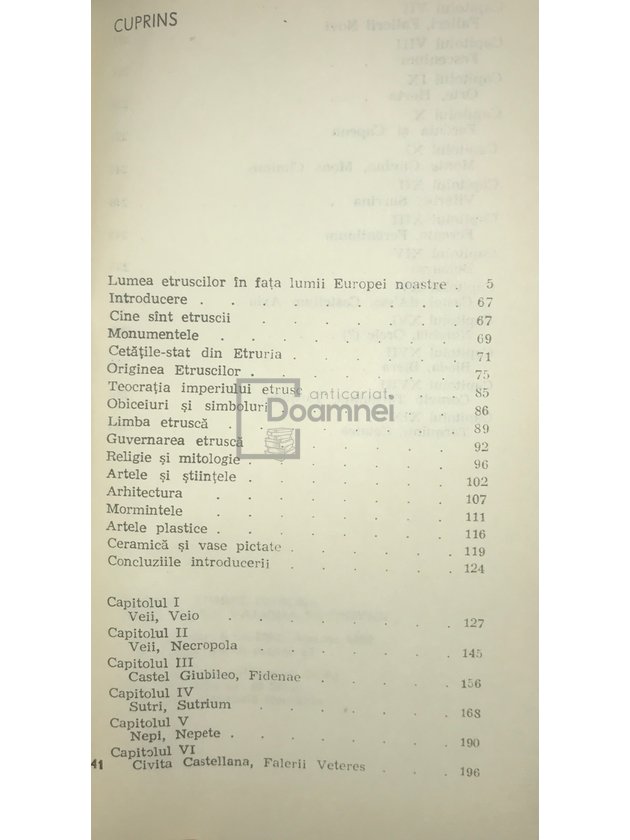 CUPRINS
Lumea etruscilor în fața lumii Europei noastre . 5
Introducere . . . . . . . 67
Cine sînt etruscii . . . . . 67
Monumentele . . . . . . 69
Cetățile-stat din Etruria . . . . 71
Originea Etruscilor . . . . . 75
Teocrația imperiului etrusc . . . 85
Obiceiuri și simboluri . . . . 86
Limba etruscă . . . . . . 89
Guvernarea etruscă . . . . . 92
Religie și mitologie . . . . . 96
Artele și științele . . . . . . 102
Arhitectura . . . . . . 107
Mormintele . . . . . . 111
Artele plastice . . . . . . 116
Ceramică și vase pictate . . . . 119
Concluziile introducerii . . . . . 124
Capitolul I
Veii, Veio . . . . . . 127
Capitolul II
Veii, Necropola . . . . . 145
Capitolul III
Castel Giubileo, Fidenae . . . . 156
Capitolul IV
Sutri, Sutrium . . . . . 168
Capitolul V
Nepi, Nepete . . . . . . 190
Capitolul VI
Civita Castellana, Falerii Veteres . . . 196
41
anticariat
Doamnei